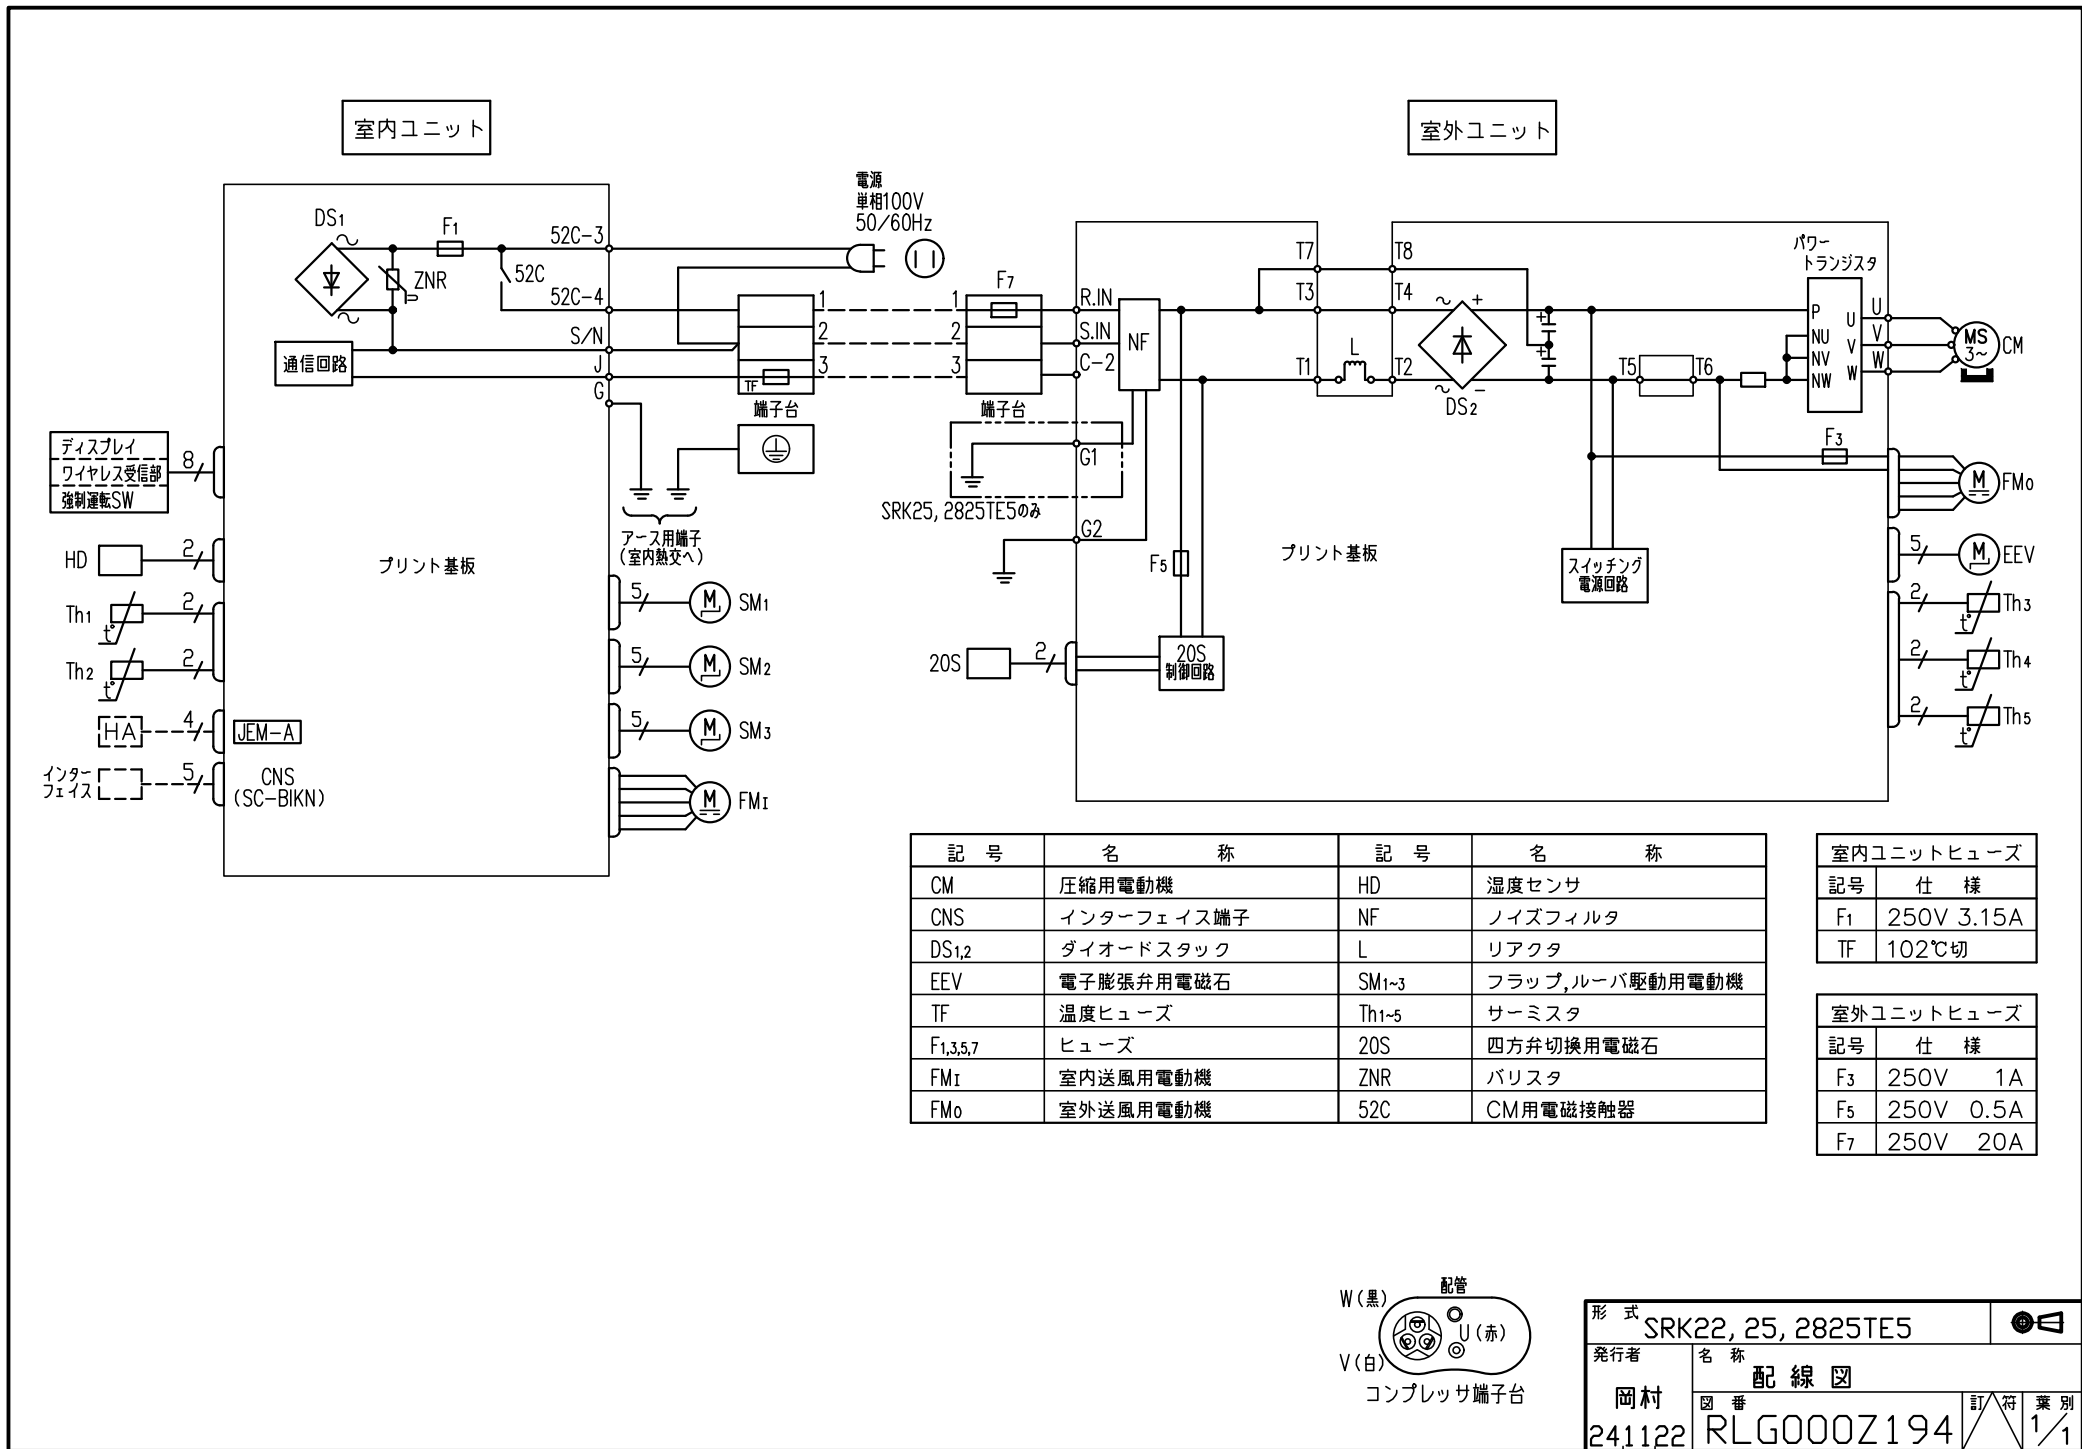 室内ユニット
室外ユニット
電源
単相100V
50/60Hz
DS1
F1
52C-3
ZNR
52C
52C-4
S/N
通信回路
J
G
TF
1
2
3
端子台
1
2
3
F7
端子台
R.IN
S.IN
C-2
NF
G1
SRK25, 2825TE5のみ
G2
アース用端子
(室内熱交へ)
ディスプレイ
ワイヤレス受信部
強制運転SW
8
HD
2
Th1
2
t°
Th2
2
t°
HA
4
JEM-A
インター
フェイス
5
CNS
(SC-BIKN)
プリント基板
5
M
SM1
5
M
SM2
5
M
SM3
M
FMI
T7
T8
T3
T4
T1
L
T2
DS2
+
-
+
+
T5
T6
パワー
トランジスタ
P
NU
NV
NW
U
V
W
U
V
W
MS
3~
CM
F3
M
FMo
5
M
EEV
2
Th3
t°
2
Th4
t°
2
Th5
t°
F5
プリント基板
スイッチング
電源回路
20S
2
20S
制御回路
記 号 名 称 記 号 名 称
CM 圧縮用電動機 HD 湿度センサ
CNS インターフェイス端子 NF ノイズフィルタ
DS1,2 ダイオードスタック L リアクタ
EEV 電子膨張弁用電磁石 SM1~3 フラップ,ルーバ駆動用電動機
TF 温度ヒューズ Th1~5 サーミスタ
F1,3,5,7 ヒューズ 20S 四方弁切換用電磁石
FMI 室内送風用電動機 ZNR バリスタ
FMo 室外送風用電動機 52C CM用電磁接触器
室内ユニットヒューズ
記号 仕 様
F1 250V 3.15A
TF 102℃切
室外ユニットヒューズ
記号 仕 様
F3 250V 1A
F5 250V 0.5A
F7 250V 20A
配管
W(黒)
U(赤)
V(白)
コンプレッサ端子台
形 式 SRK22, 25, 2825TE5
発行者
岡村
241122
名 称
配線図
図 番
RLG000Z194
訂符
葉別
1/1